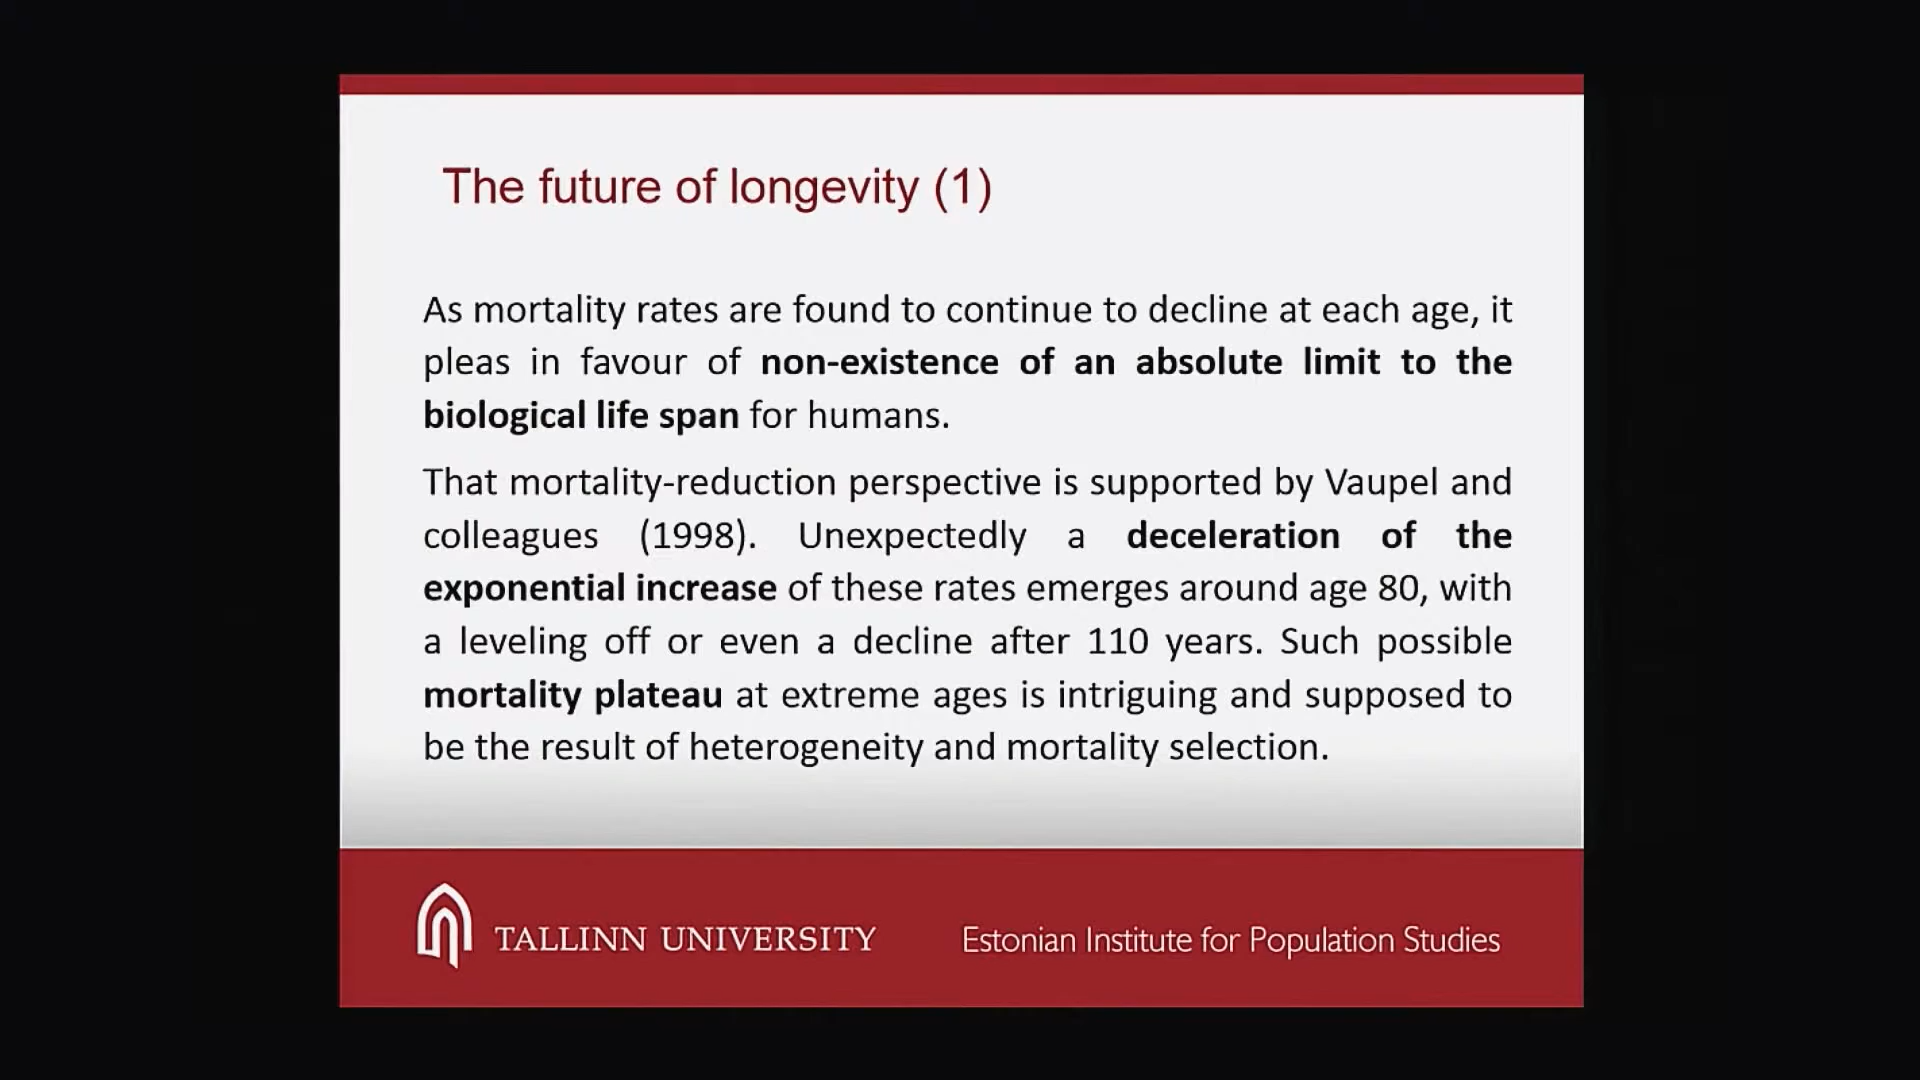 The future of longevity (1)
As mortality rates are found to continue to decline at each age, it
pleas in favour of non-existence of an absolute limit to the
biological life span for humans.
That mortality-reduction perspective is supported by Vaupel and
colleagues (1998). Unexpectedly a deceleration of the
exponential increase of these rates emerges around age 80, with
a leveling off or even a decline after 110 years. Such possible
mortality plateau at extreme ages is intriguing and supposed to
be the result of heterogeneity and mortality selection.
TALLINN UNIVERSITY
Estonian Institute for Population Studies